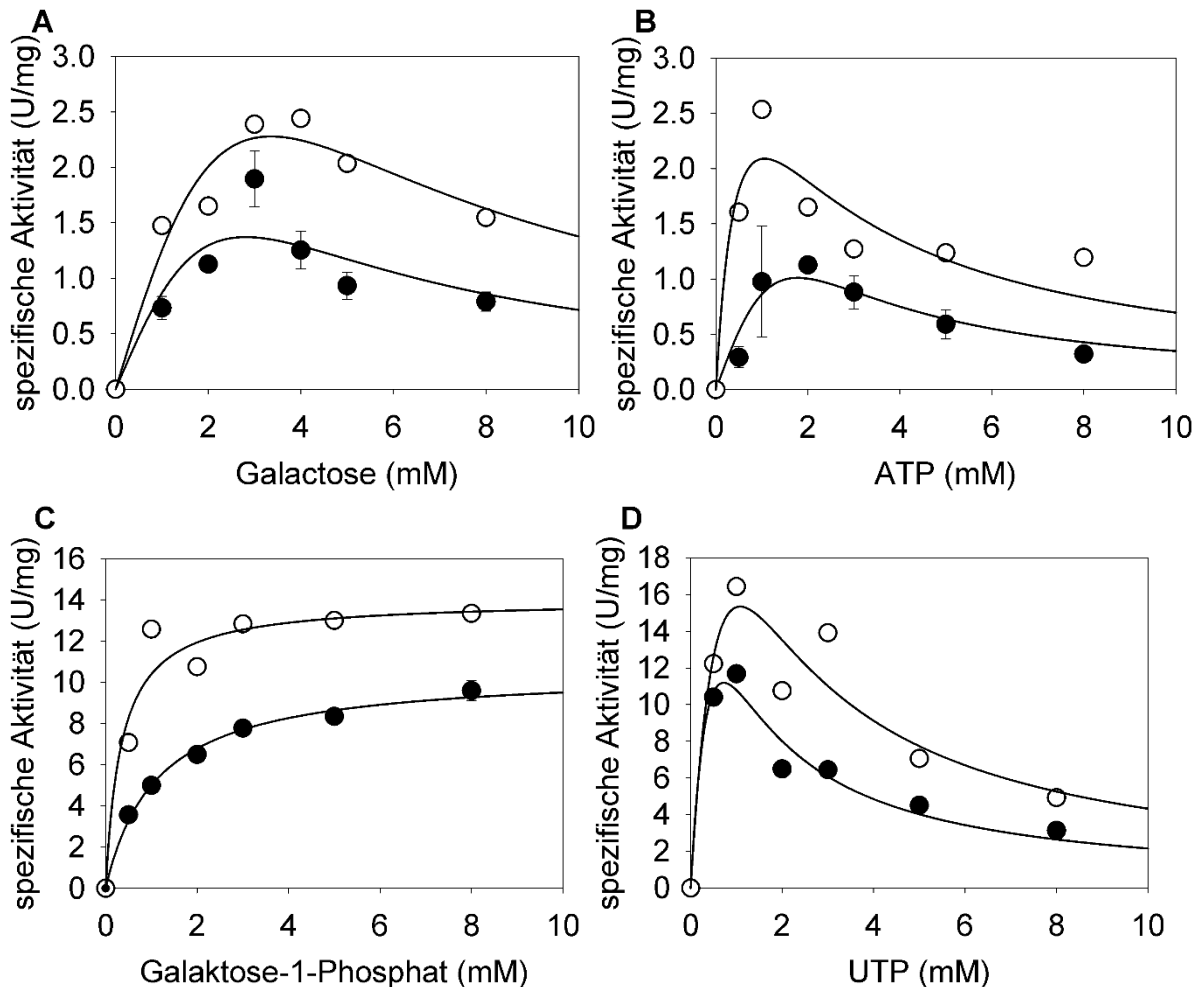 A
spezifische Aktivität (U/mg)
3.0
2.5
2.0
1.5
1.0
0.5
0.0
0 2 4 6 8 10
Galactose (mM)
B
spezifische Aktivität (U/mg)
3.0
2.5
2.0
1.5
1.0
0.5
0.0
0 2 4 6 8 10
ATP (mM)
C
spezifische Aktivität (U/mg)
16
14
12
10
8
6
4
2
0
0 2 4 6 8 10
Galaktose-1-Phosphat (mM)
D
spezifische Aktivität (U/mg)
18
16
14
12
10
8
6
4
2
0
0 2 4 6 8 10
UTP (mM)